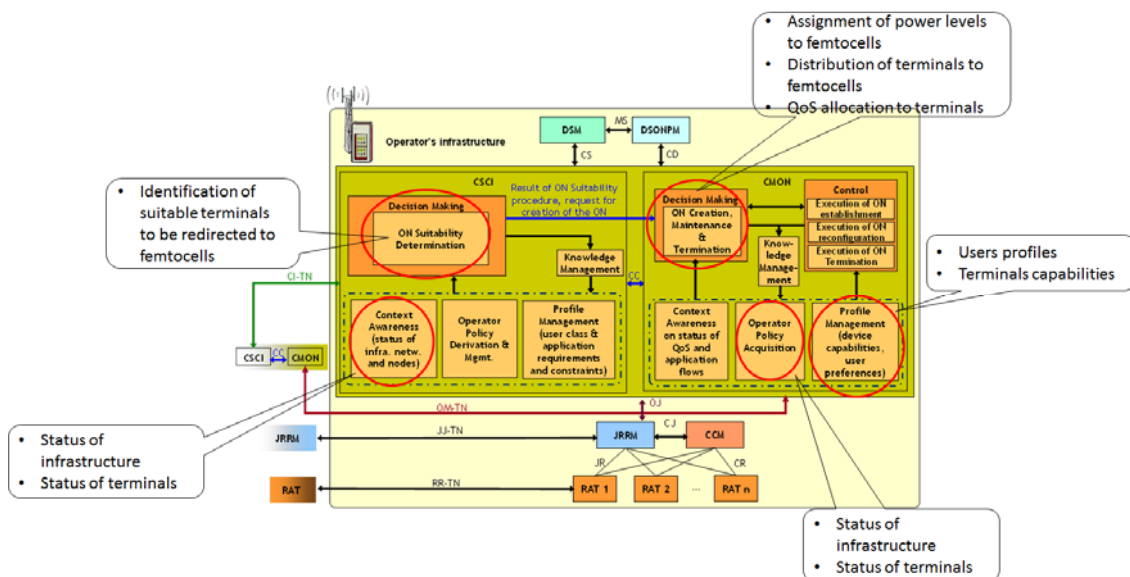 • Assignment of power levels
to femtocells
• Distribution of terminals to
femtocells
• QoS allocation to terminals
Operator's infrastructure
DSM
MS
DSONPM
CS
CD
• Identification of
suitable terminals
to be redirected to
femtocells
CSCI
Decision Making
ON Suitability
Determination
Result of ON Suitability
procedure, request for
creation of the ON
Knowledge
Management
CMON
Decision Making
ON Creation,
Maintenance
&
Termination
Control
Execution of ON
establishment
Execution of ON
reconfiguration
Execution of ON
Termination
Know-
ledge
Manage-
ment
• Users profiles
• Terminals capabilities
CI-TN
CC
Context
Awareness
(status of
infra. netw.
and nodes)
Operator
Policy
Derivation &
Mgmt.
Profile
Management
(user class &
application
requirements
and constraints)
Context
Awareness
on status of
QoS and
application
flows
Operator
Policy
Acquisition
Profile
Management
(device
capabilities,
user
preferences)
CSCI
CC
CMON
OM-TN
OJ
• Status of
infrastructure
• Status of terminals
JRRM
JJ-TN
JRRM
CJ
CCM
JR
CR
RAT
RR-TN
RAT 1
RAT 2
...
RAT n
• Status of
infrastructure
• Status of terminals